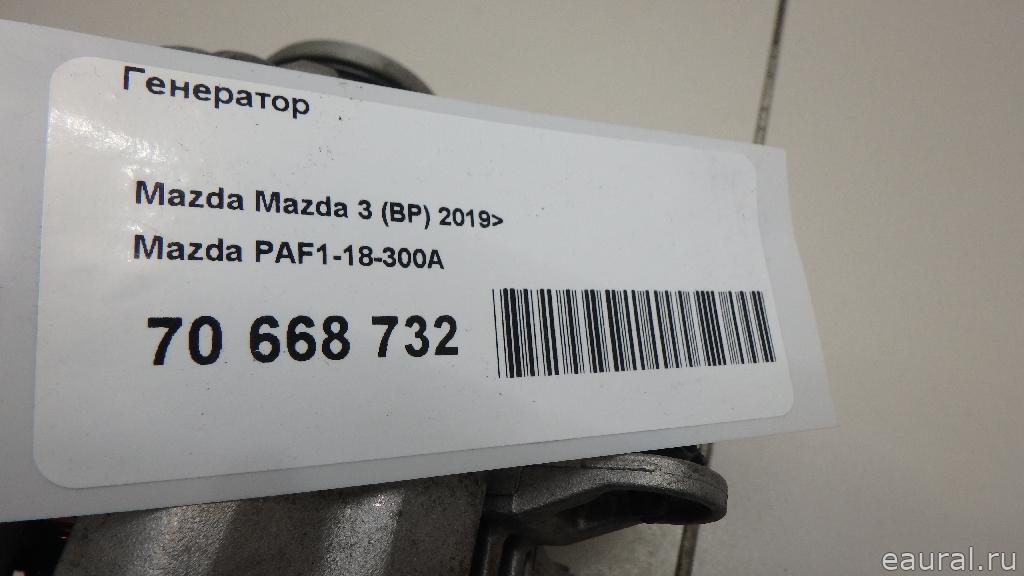 Генератор
Mazda Mazda 3 (BP) 2019>
Mazda PAF1-18-300A
70 668 732
eaural.ru